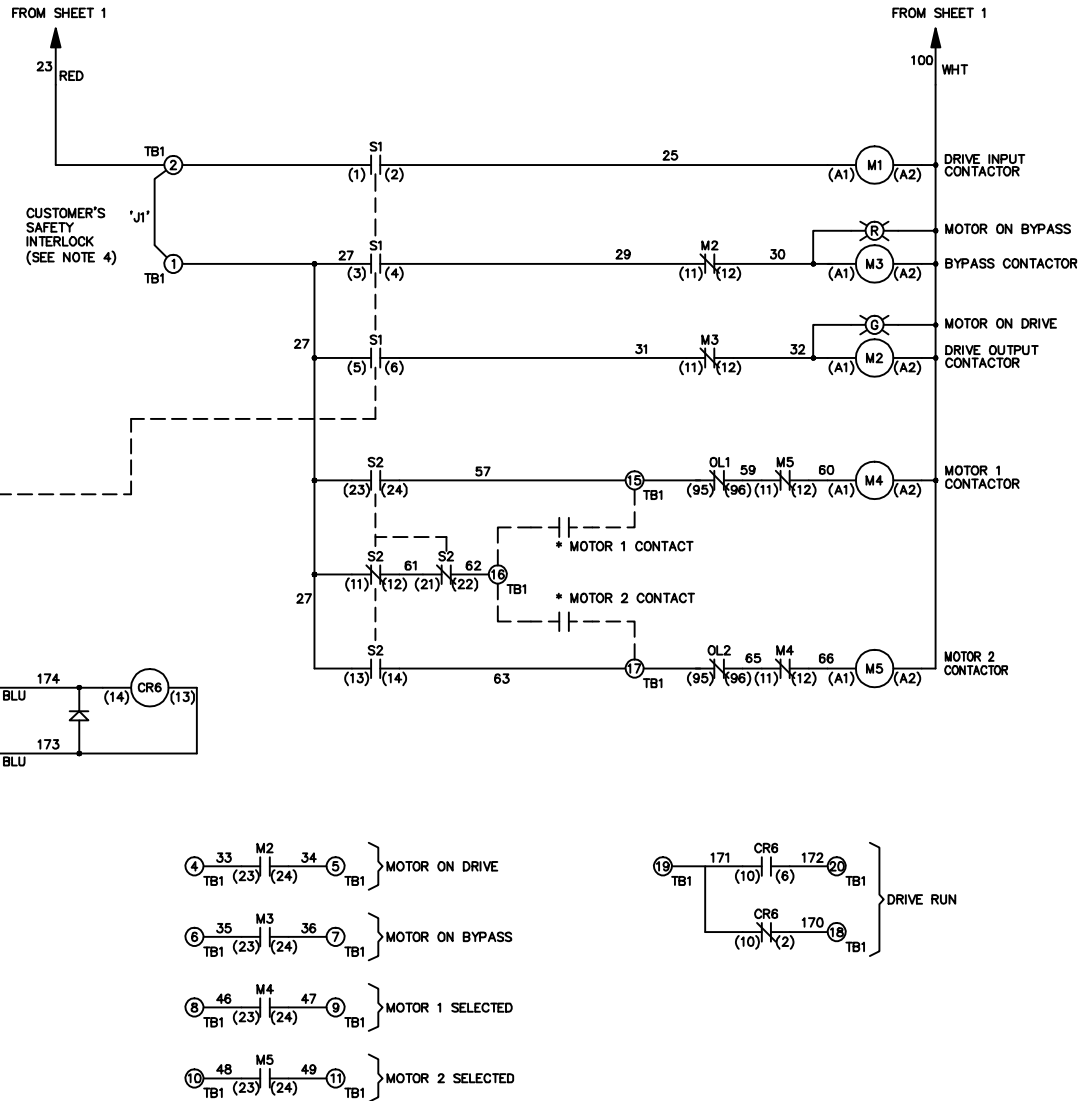 FROM SHEET 1
FROM SHEET 1
23 RED
100 WHT
TB1 2
S1
(1) (2)
25
M1
(A1) (A2)
DRIVE INPUT
CONTACTOR
CUSTOMER'S
SAFETY
INTERLOCK
(SEE NOTE 4)
'J1'
R
MOTOR ON BYPASS
1
TB1
27
S1
(3) (4)
29
M2
(11) (12)
30
M3
(A1) (A2)
BYPASS CONTACTOR
G
MOTOR ON DRIVE
27
S1
(5) (6)
31
M3
(11) (12)
32
M2
(A1) (A2)
DRIVE OUTPUT
CONTACTOR
S2
(23) (24)
57
15
TB1
OL1
(95) (96)
59
M5
(11) (12)
60
M4
(A1) (A2)
MOTOR 1
CONTACTOR
* MOTOR 1 CONTACT
S2
(11) (12)
61
S2
(21) (22)
62
16
TB1
* MOTOR 2 CONTACT
27
S2
(13) (14)
63
17
TB1
OL2
(95) (96)
65
M4
(11) (12)
66
M5
(A1) (A2)
MOTOR 2
CONTACTOR
174
BLU
(14) CR6 (13)
173
BLU
4 TB1 33 M2 (23) (24) 34 5 TB1 MOTOR ON DRIVE
6 TB1 35 M3 (23) (24) 36 7 TB1 MOTOR ON BYPASS
8 TB1 46 M4 (23) (24) 47 9 TB1 MOTOR 1 SELECTED
10 TB1 48 M5 (23) (24) 49 11 TB1 MOTOR 2 SELECTED
19 TB1 171 CR6 (10) (6) 172 20 TB1
DRIVE RUN
CR6 (10) (2) 170 18 TB1